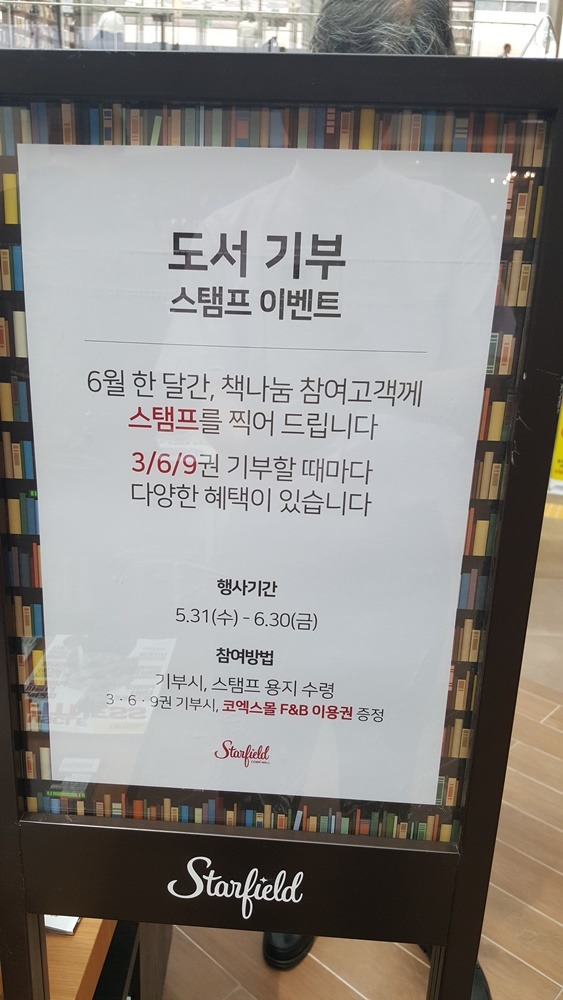 도서 기부
스탬프 이벤트
6월 한 달간, 책나눔 참여고객께
스탬프를 찍어 드립니다
3/6/9권 기부할 때마다
다양한 혜택이 있습니다
행사기간
5.31(수) - 6.30(금)
참여방법
기부시, 스탬프 용지 수령
3 · 6 · 9권 기부시, 코엑스몰 F&B 이용권 증정
Starfield
COEX MALL
Starfield